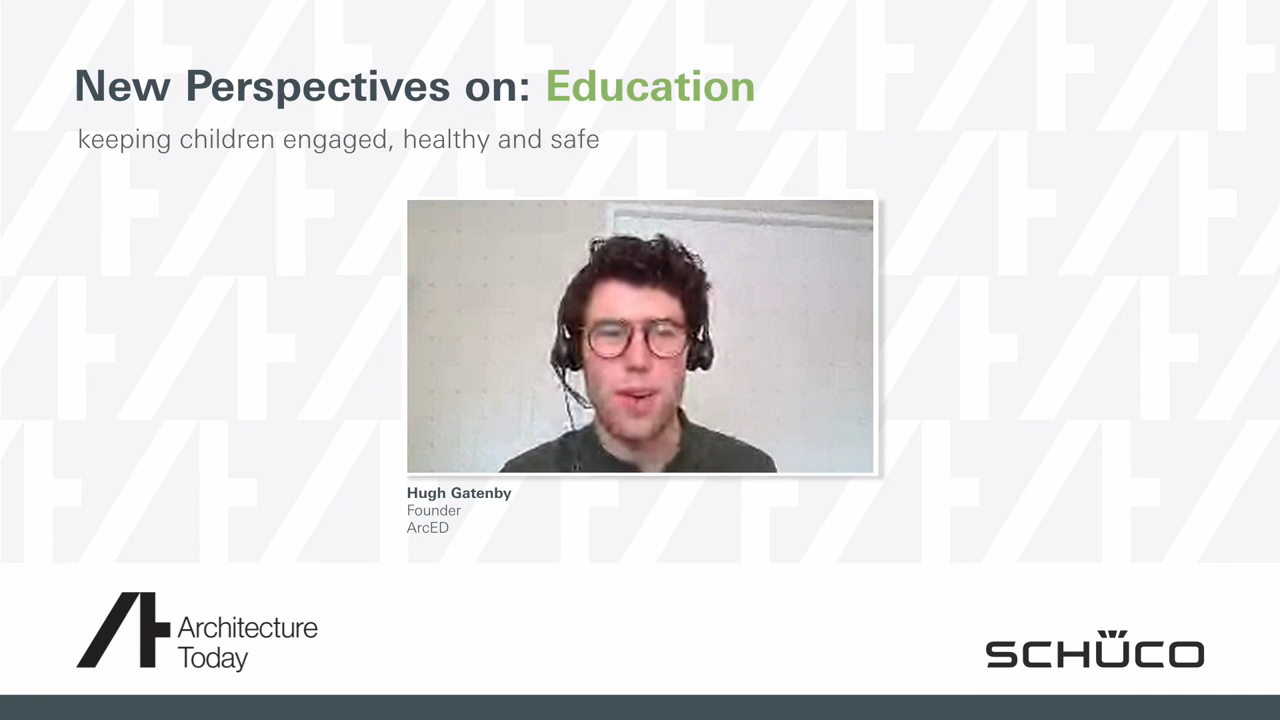 New Perspectives on: Education
keeping children engaged, healthy and safe
Hugh Gatenby
Founder
ArcED
Architecture
Today
SCHÜCO